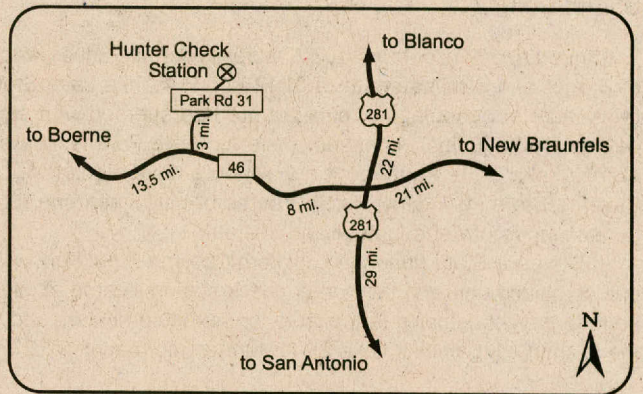 Hunter Check
Station
Park Rd 31
3 mi.
to Blanco
281
22 mi.
to Boerne
13.5 mi.
46
8 mi.
to New Braunfels
21 mi.
281
29 mi.
to San Antonio
N